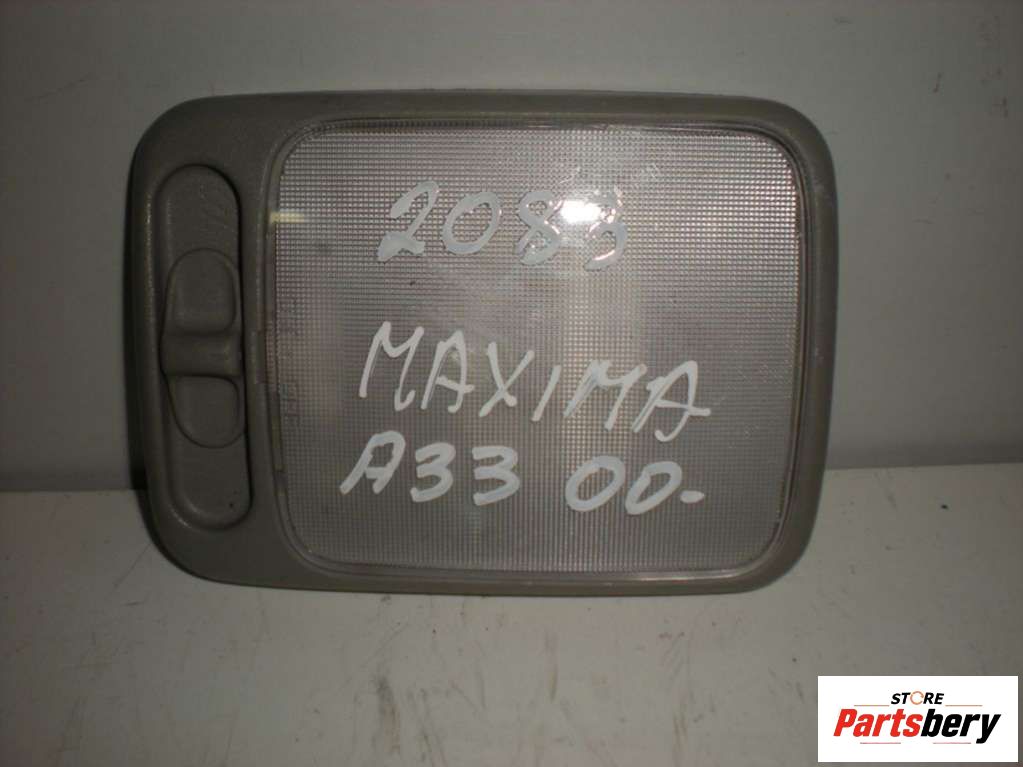 2083
MAXIMA
A33 00-
STORE
Partsbery